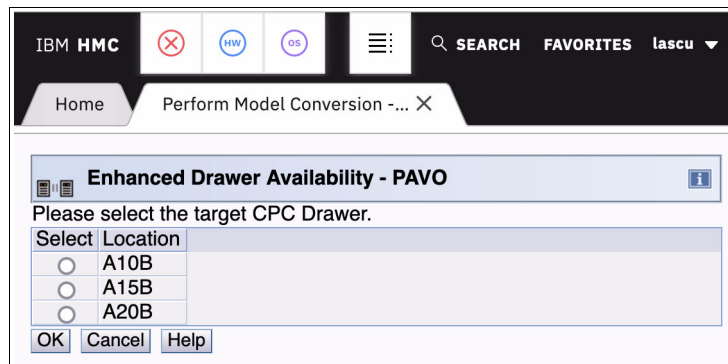 IBM HMC HW OS SEARCH FAVORITES lascu
Home Perform Model Conversion -...
Enhanced Drawer Availability - PAVO i
Please select the target CPC Drawer.
Select Location
A10B
A15B
A20B
OK Cancel Help